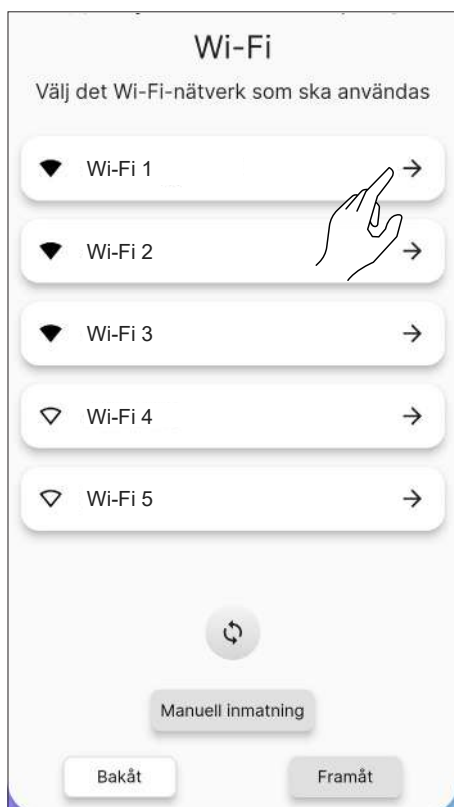 Wi-Fi
Välj det Wi-Fi-nätverk som ska användas
Wi-Fi 1
Wi-Fi 2
Wi-Fi 3
Wi-Fi 4
Wi-Fi 5
Manuell inmatning
Bakåt Framåt